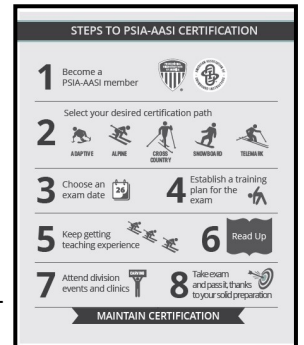 STEPS TO PSIA-AASI CERTIFICATION
1 Become a
PSIA-AASI member
2 Select your desired certification path
ADAPTIVE
ALPINE
CROSS
COUNTRY
SNOWBOARD
TELEMARK
3 Choose an
exam date
26
4 Establish a training
plan for the
exam
5 Keep getting
teaching experience
6 Read Up
7 Attend division
events and clinics
8 Take exam
and pass it, thanks
to your solid preparation
MAINTAIN CERTIFICATION